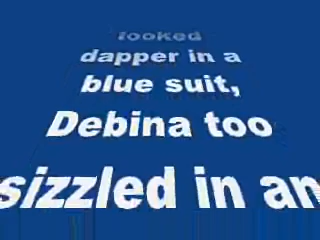 looked
dapper in a
blue suit,
Debina too
sizzled in an